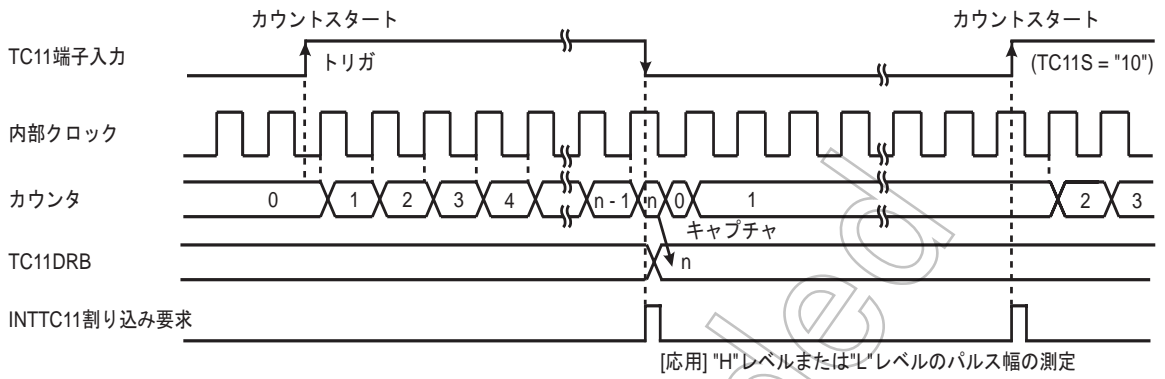 カウントスタート カウントスタート
TC11端子入力
トリガ
(TC11S = "10")
内部クロック
カウンタ 0 1 2 3 4 n - 1 n 0 1 2 3
キャプチャ
TC11DRB n
INTTC11割り込み要求
[応用] "H"レベルまたは"L"レベルのパルス幅の測定